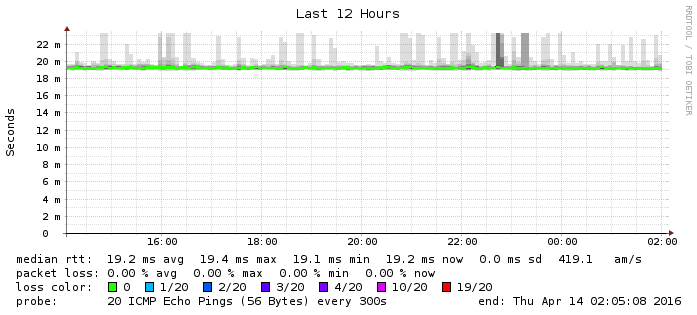 Last 12 Hours
RRDTOOL / TOBI OETIKER
Seconds
22 m
20 m
18 m
16 m
14 m
12 m
10 m
8 m
6 m
4 m
2 m
0
16:00 18:00 20:00 22:00 00:00 02:00
median rtt: 19.2 ms avg 19.4 ms max 19.1 ms min 19.2 ms now 0.0 ms sd 419.1 am/s
packet loss: 0.00 % avg 0.00 % max 0.00 % min 0.00 % now
loss color: 0 1/20 2/20 3/20 4/20 10/20 19/20
probe: 20 ICMP Echo Pings (56 Bytes) every 300s end: Thu Apr 14 02:05:08 2016